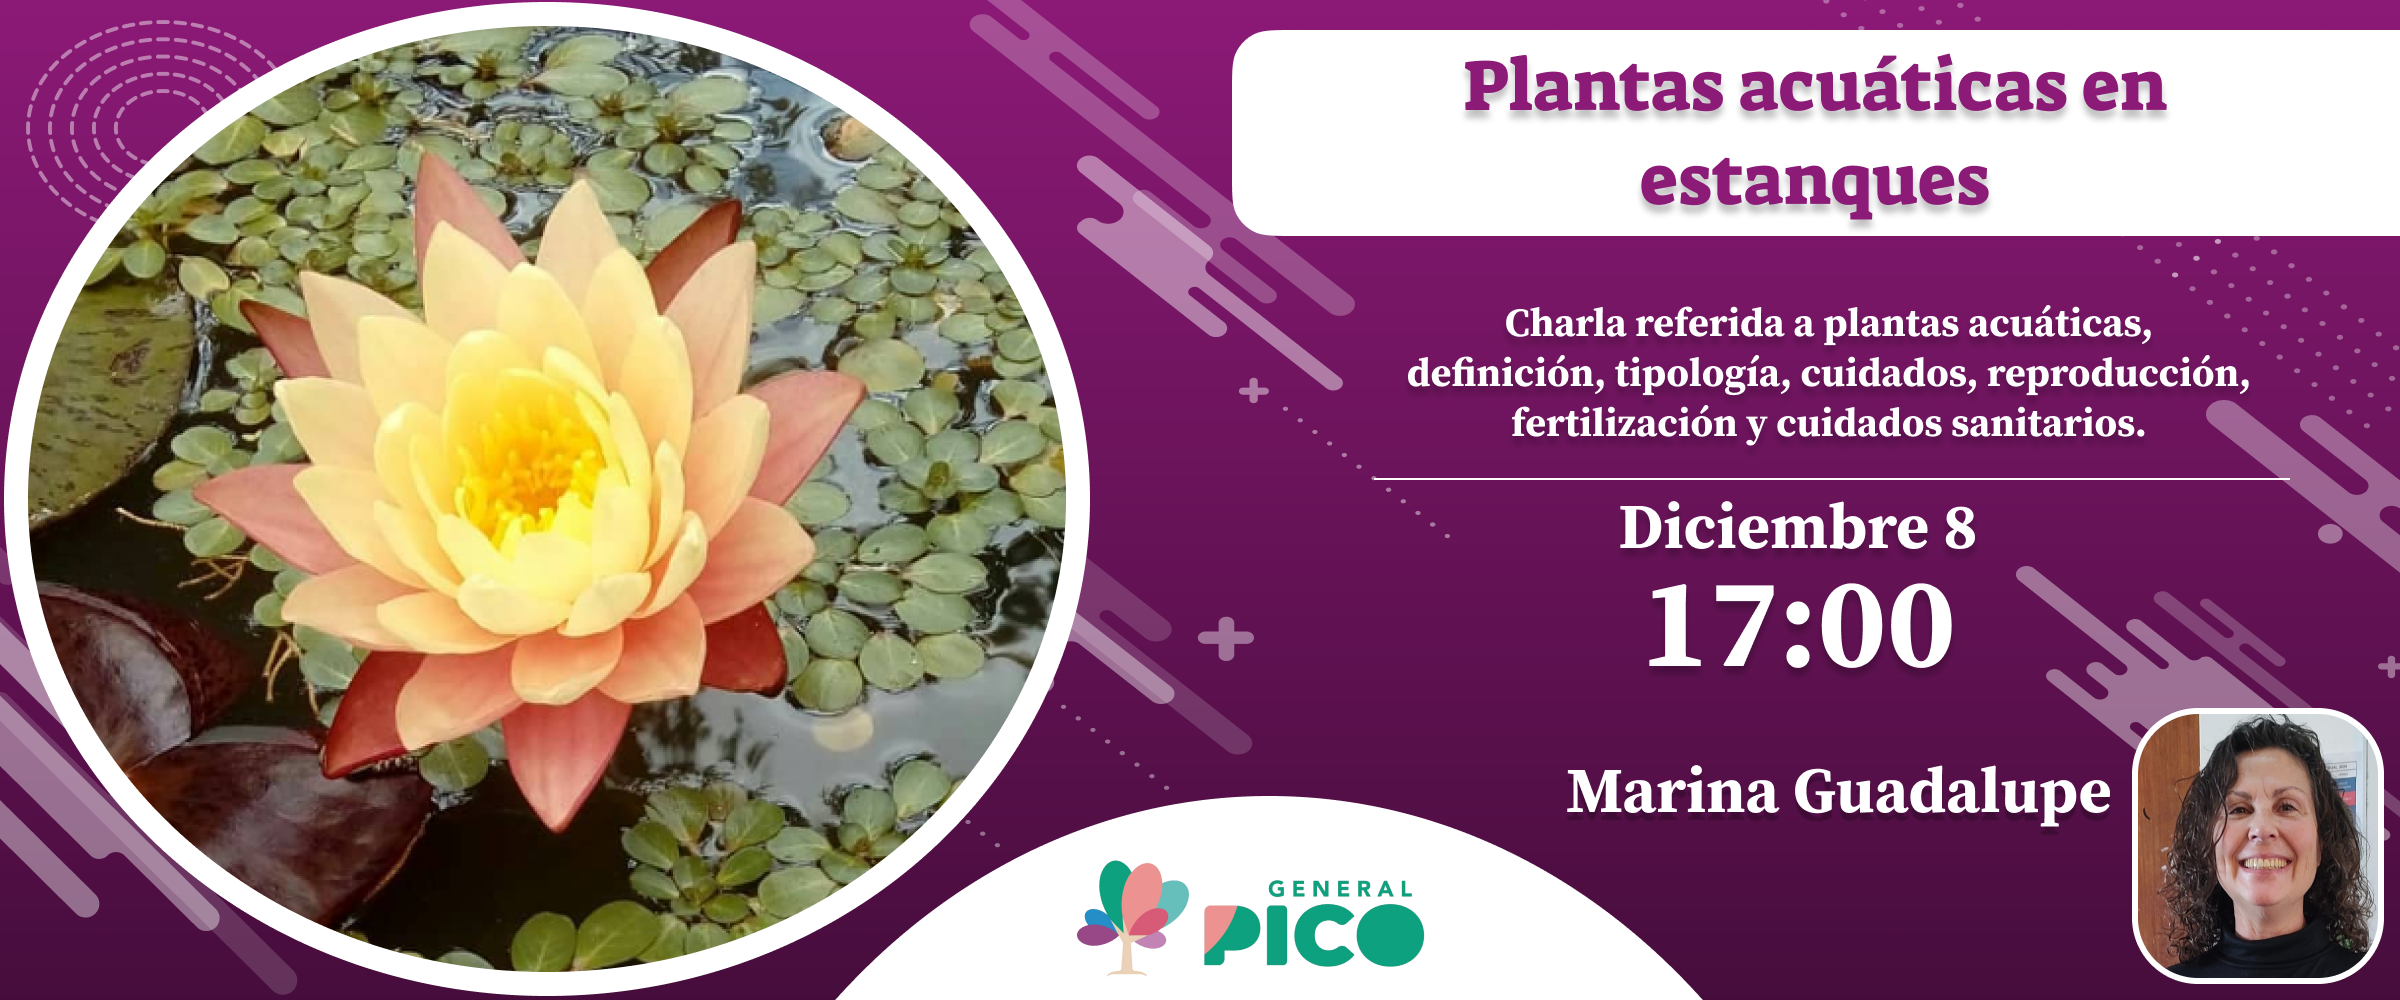 Plantas acuáticas en
estanques
Charla referida a plantas acuáticas,
definición, tipología, cuidados, reproducción,
fertilización y cuidados sanitarios.
Diciembre 8
17:00
Marina Guadalupe
GENERAL
PICO